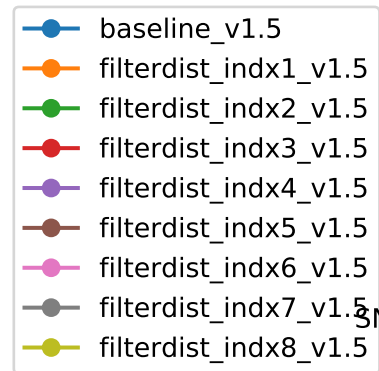 baseline_v1.5
filterdist_indx1_v1.5
filterdist_indx2_v1.5
filterdist_indx3_v1.5
filterdist_indx4_v1.5
filterdist_indx5_v1.5
filterdist_indx6_v1.5
filterdist_indx7_v1.5
filterdist_indx8_v1.5